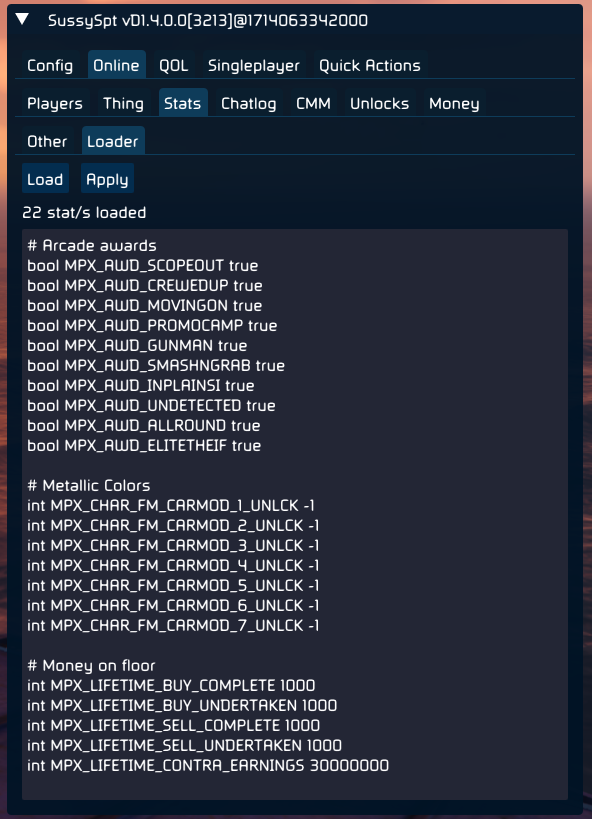 SussySpt vD1.4.0.0[3213]@1714063342000
Config Online QOL Singleplayer Quick Actions
Players Thing Stats Chatlog CMM Unlocks Money
Other Loader
Load Apply
22 stat/s loaded
# Arcade awards
bool MPX_AWD_SCOPEOUT true
bool MPX_AWD_CREWEDUP true
bool MPX_AWD_MOVINGON true
bool MPX_AWD_PROMOCAMP true
bool MPX_AWD_GUNMAN true
bool MPX_AWD_SMASHNGRAB true
bool MPX_AWD_INPLAINSI true
bool MPX_AWD_UNDETECTED true
bool MPX_AWD_ALLROUND true
bool MPX_AWD_ELITETHEIF true
# Metallic Colors
int MPX_CHAR_FM_CARMOD_1_UNLCK -1
int MPX_CHAR_FM_CARMOD_2_UNLCK -1
int MPX_CHAR_FM_CARMOD_3_UNLCK -1
int MPX_CHAR_FM_CARMOD_4_UNLCK -1
int MPX_CHAR_FM_CARMOD_5_UNLCK -1
int MPX_CHAR_FM_CARMOD_6_UNLCK -1
int MPX_CHAR_FM_CARMOD_7_UNLCK -1
# Money on floor
int MPX_LIFETIME_BUY_COMPLETE 1000
int MPX_LIFETIME_BUY_UNDERTAKEN 1000
int MPX_LIFETIME_SELL_COMPLETE 1000
int MPX_LIFETIME_SELL_UNDERTAKEN 1000
int MPX_LIFETIME_CONTRA_EARNINGS 30000000